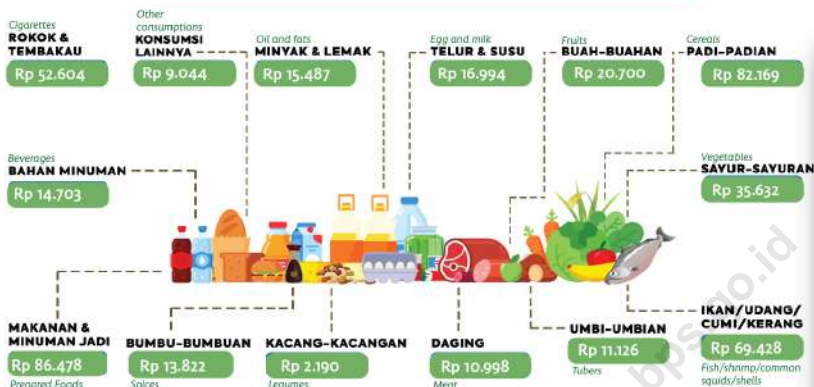 Cigarettes
ROKOK &
TEMBAKAU
Rp 52.604
Other
consumptions
KONSUMSI
LAINNYA
Rp 9.044
Oil and fats
MINYAK & LEMAK
Rp 15.487
Egg and milk
TELUR & SUSU
Rp 16.994
Fruits
BUAH-BUAHAN
Rp 20.700
Cereals
PADI-PADIAN
Rp 82.169
Beverages
BAHAN MINUMAN
Rp 14.703
Vegetables
SAYUR-SAYURAN
Rp 35.632
MAKANAN &
MINUMAN JADI
Rp 86.478
Prepared Foods
BUMBU-BUMBUAN
Rp 13.822
Spices
KACANG-KACANGAN
Rp 2.190
Legumes
DAGING
Rp 10.998
Meat
UMBI-UMBIAN
Rp 11.126
Tubers
IKAN/UDANG/
CUMI/KERANG
Rp 69.428
Fish/shrimp/common
squids/shells
bps.go.id